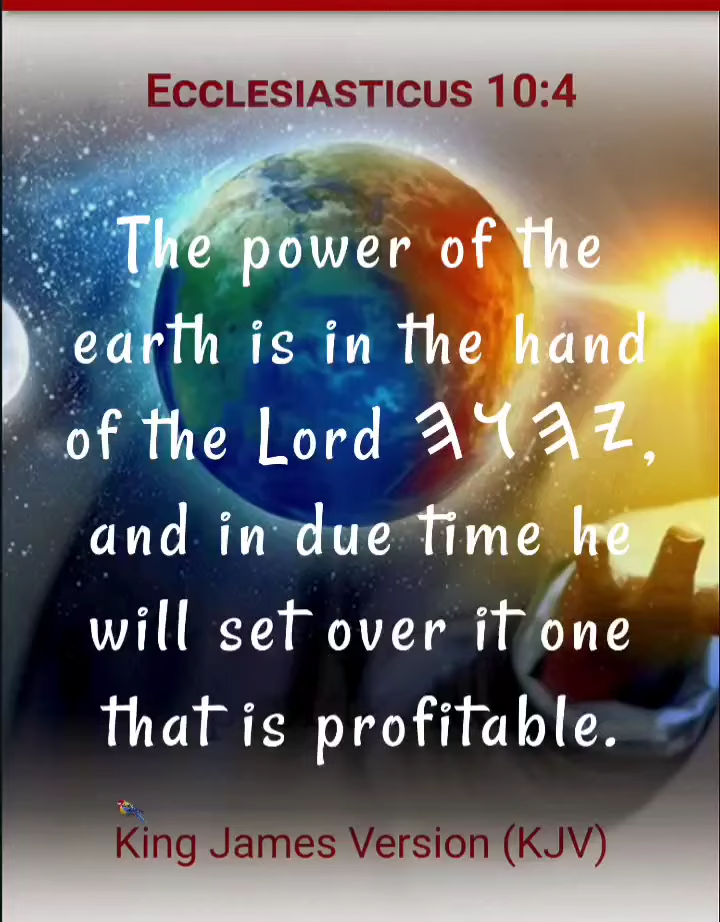 Ecclesiasticus 10:4
The power of the
earth is in the hand
of the Lord 𐤉𐤄𐤅𐤄,
and in due time he
will set over it one
that is profitable.
King James Version (KJV)